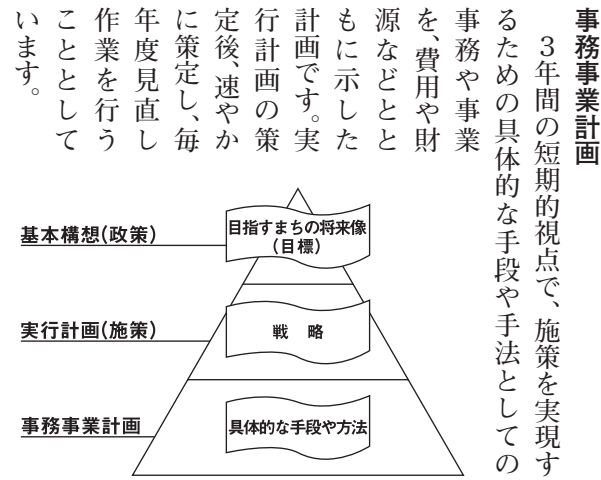 事務事業計画
３年間の短期的視点で、施策を実現す
るための具体的な手段や手法としての
事務や事業
を、費用や財
源などとと
もに示した
計画です。実
行計画の策
定後、速やか
に策定し、毎
年度見直し
作業を行う
こととして
います。
基本構想(政策)
目指すまちの将来像
(目標)
実行計画(施策)
戦　略
事務事業計画
具体的な手段や方法